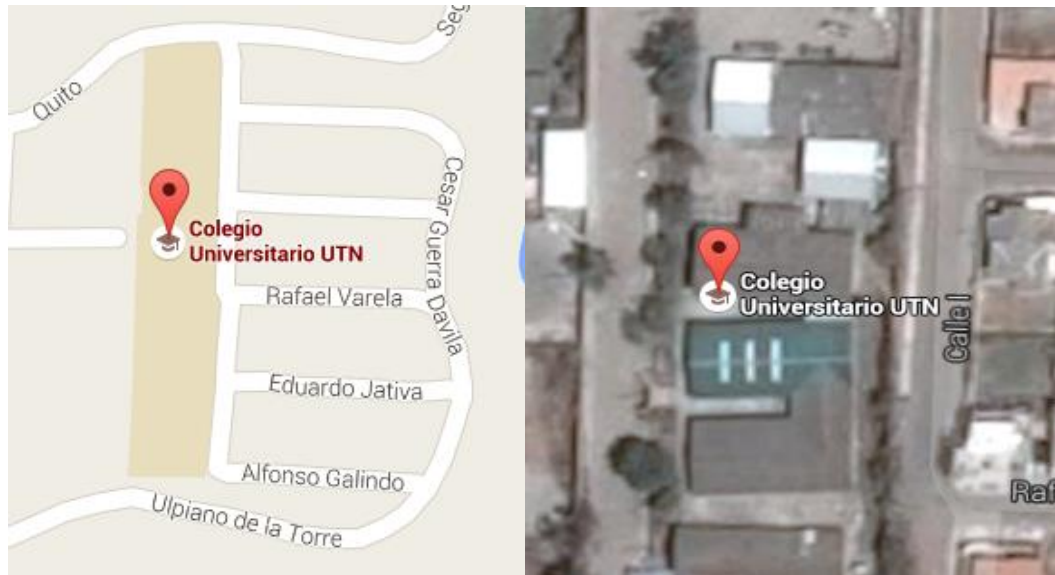 Quito
Seg
Colegio
Universitario UTN
Cesar Guerra Davila
Rafael Varela
Eduardo Jativa
Alfonso Galindo
Ulpiano de la Torre
Colegio
Universitario UTN
Calle I
Raf